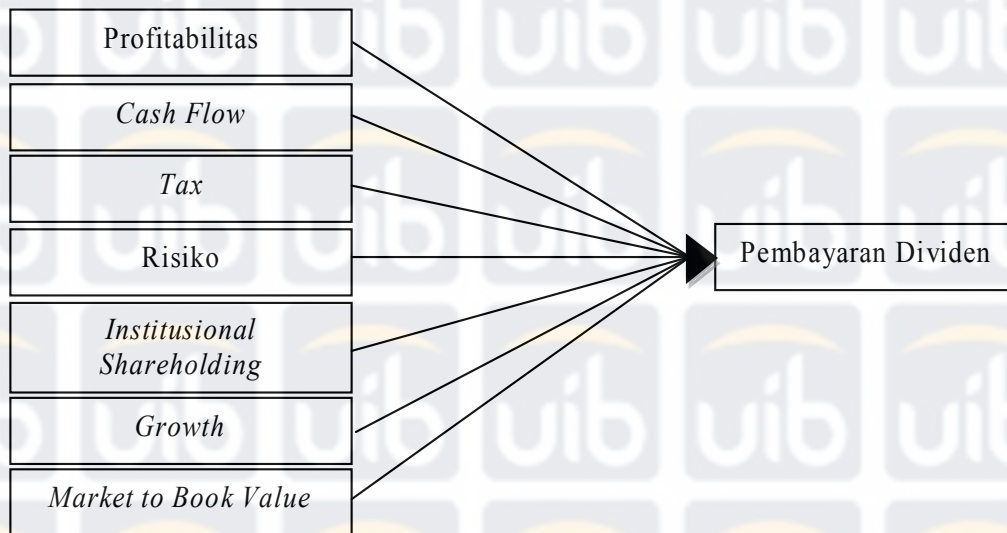 Profitabilitas
Cash Flow
Tax
Risiko
Pembayaran Dividen
Institusional
Shareholding
Growth
Market to Book Value